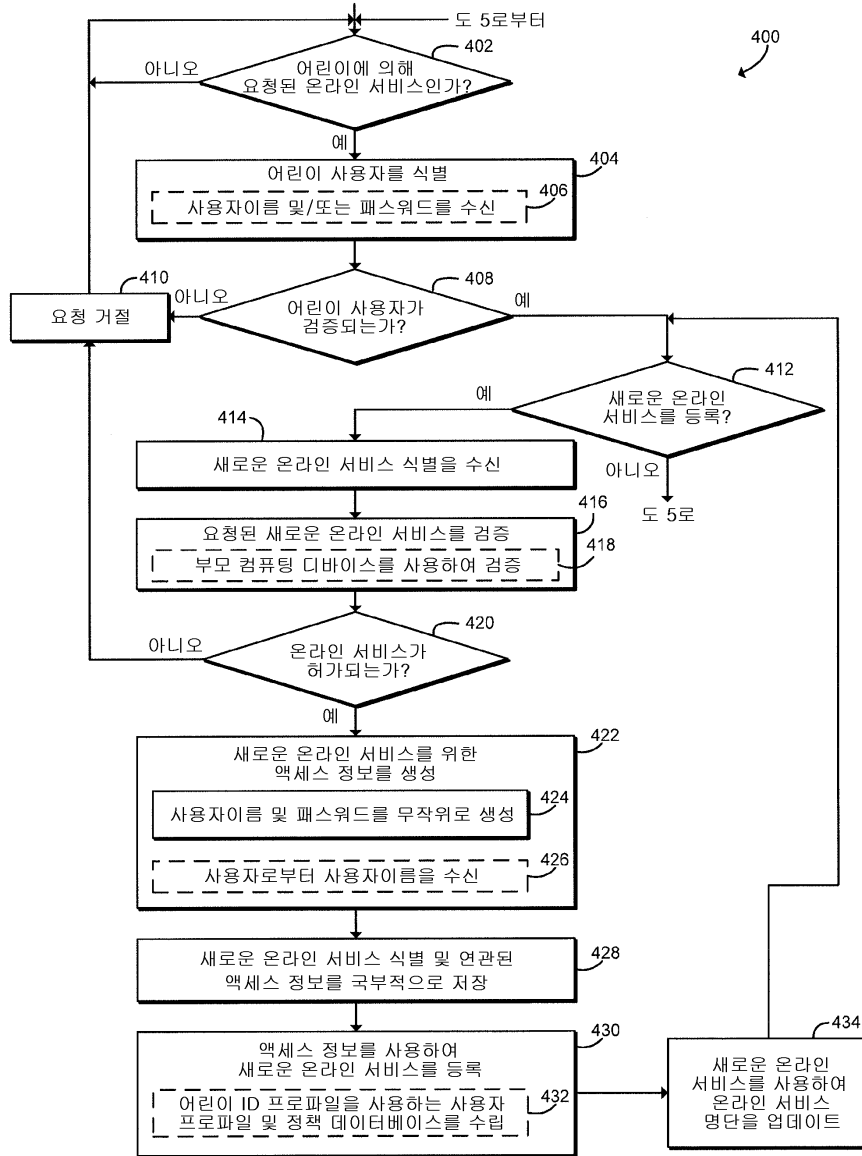 도 5로부터
402
400
어린이에 의해
요청된 온라인 서비스인가?
아니오
예
404
어린이 사용자를 식별
406
사용자이름 및/또는 패스워드를 수신
408
410
어린이 사용자가
검증되는가?
아니오
예
요청 거절
412
새로운 온라인
서비스를 등록?
예
아니오
도 5로
414
새로운 온라인 서비스 식별을 수신
416
요청된 새로운 온라인 서비스를 검증
418
부모 컴퓨팅 디바이스를 사용하여 검증
420
온라인 서비스가
허가되는가?
아니오
예
422
새로운 온라인 서비스를 위한
액세스 정보를 생성
424
사용자이름 및 패스워드를 무작위로 생성
426
사용자로부터 사용자이름을 수신
428
새로운 온라인 서비스 식별 및 연관된
액세스 정보를 국부적으로 저장
430
액세스 정보를 사용하여
새로운 온라인 서비스를 등록
432
어린이 ID 프로파일을 사용하는 사용자
프로파일 및 정책 데이터베이스를 수립
434
새로운 온라인
서비스를 사용하여
온라인 서비스
명단을 업데이트